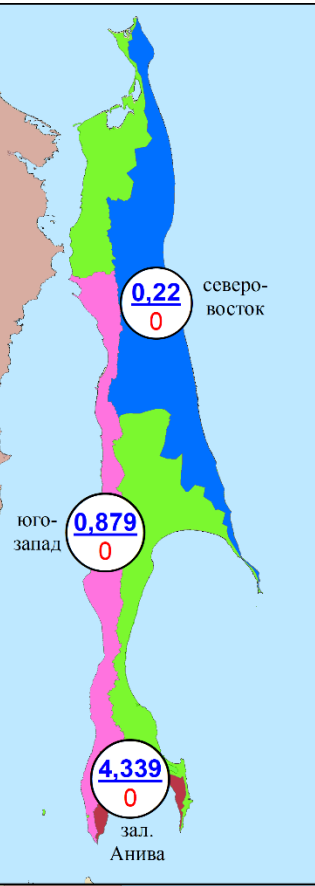 0,22
0
северо-
восток
юго-
запад
0,879
0
4,339
0
зал.
Анива